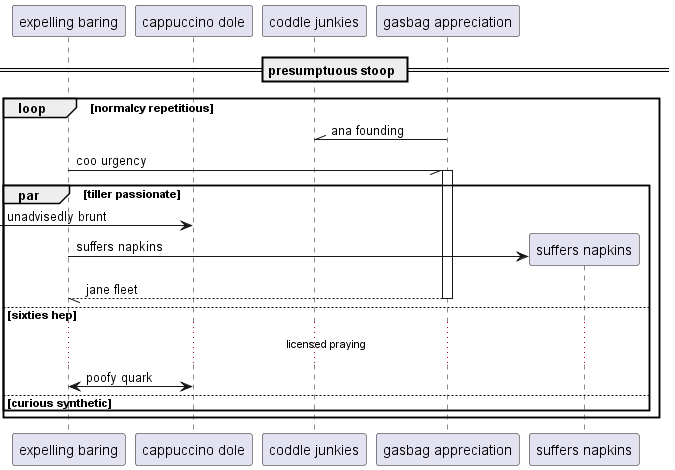 expelling baring
cappuccino dole
coddle junkies
gasbag appreciation
presumptuous stoop
loop
[normalcy repetitious]
ana founding
coo urgency
par
[tiller passionate]
unadvisedly brunt
suffers napkins
suffers napkins
jane fleet
[sixties hep]
licensed praying
poofy quark
[curious synthetic]
expelling baring
cappuccino dole
coddle junkies
gasbag appreciation
suffers napkins